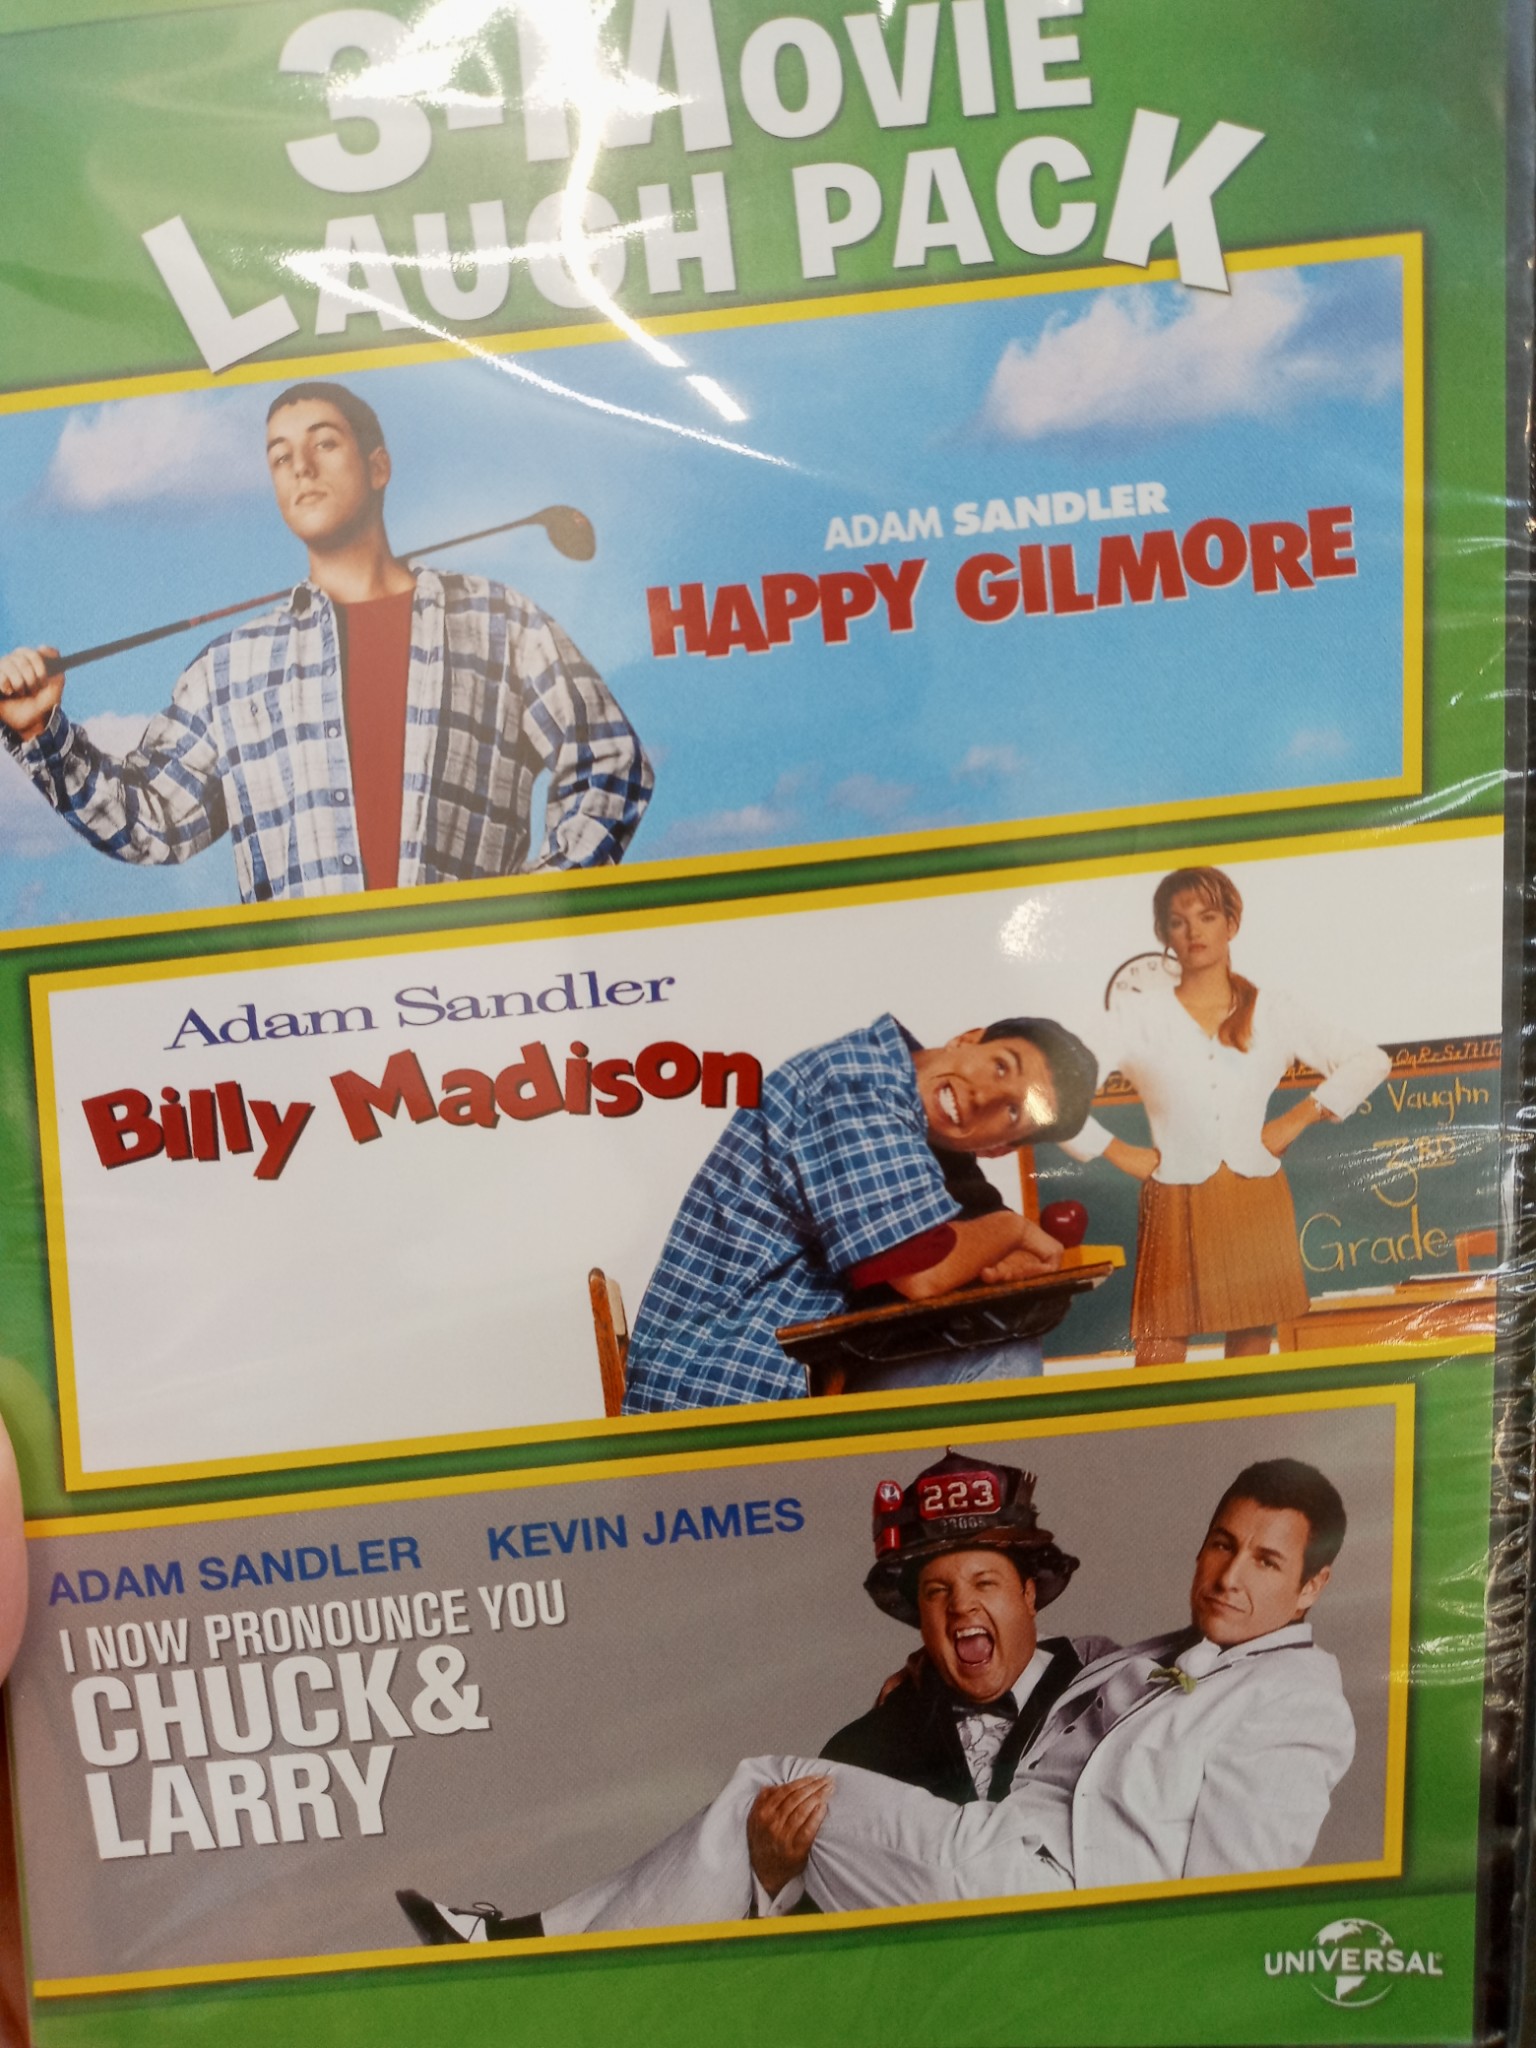 3-MOVIE
LAUGH PACK
ADAM SANDLER
HAPPY GILMORE
Adam Sandler
Billy Madison
Vaughn
3RD
Grade
ADAM SANDLER KEVIN JAMES
I NOW PRONOUNCE YOU
CHUCK &
LARRY
223
UNIVERSAL